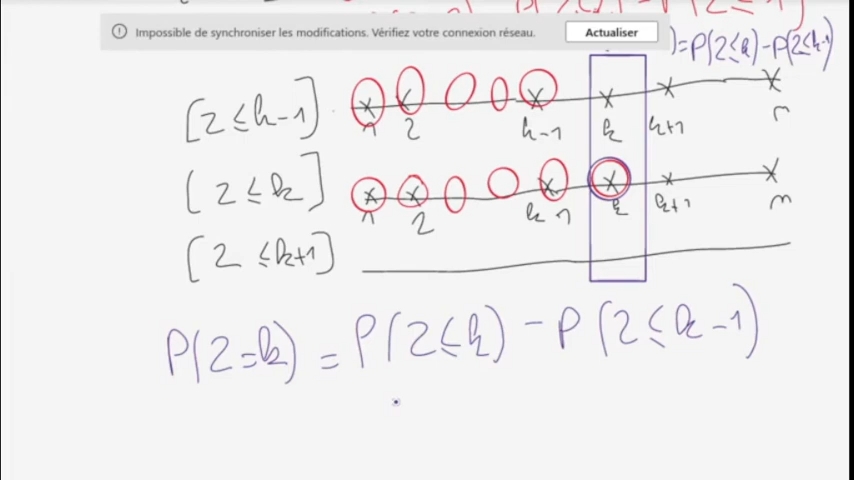 Impossible de synchroniser les modifications. Vérifiez votre connexion réseau. Actualiser
)=P(Z≤k)-P(Z≤k-1)
[Z≤k-1]
1 2 k-1 k k+1 n
[Z≤k]
1 2 k-1 k k+1 n
[Z≤k+1]
P(Z=k) = P(Z≤k) - P(Z≤k-1)